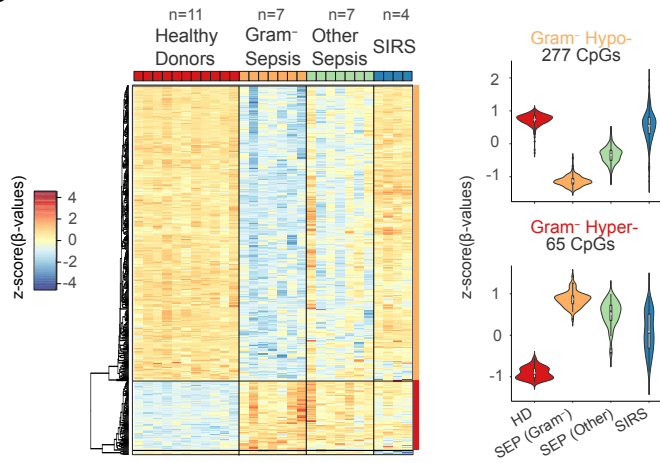 n=11 n=7 n=7 n=4
Healthy Donors
Gram⁻ Sepsis
Other Sepsis
SIRS
z-score(β-values)
4
2
0
-2
-4
Gram⁻ Hypo-
277 CpGs
2
1
0
-1
z-score(β-values)
Gram⁻ Hyper-
65 CpGs
1
0
-1
HD
SEP (Gram⁻)
SEP (Other)
SIRS